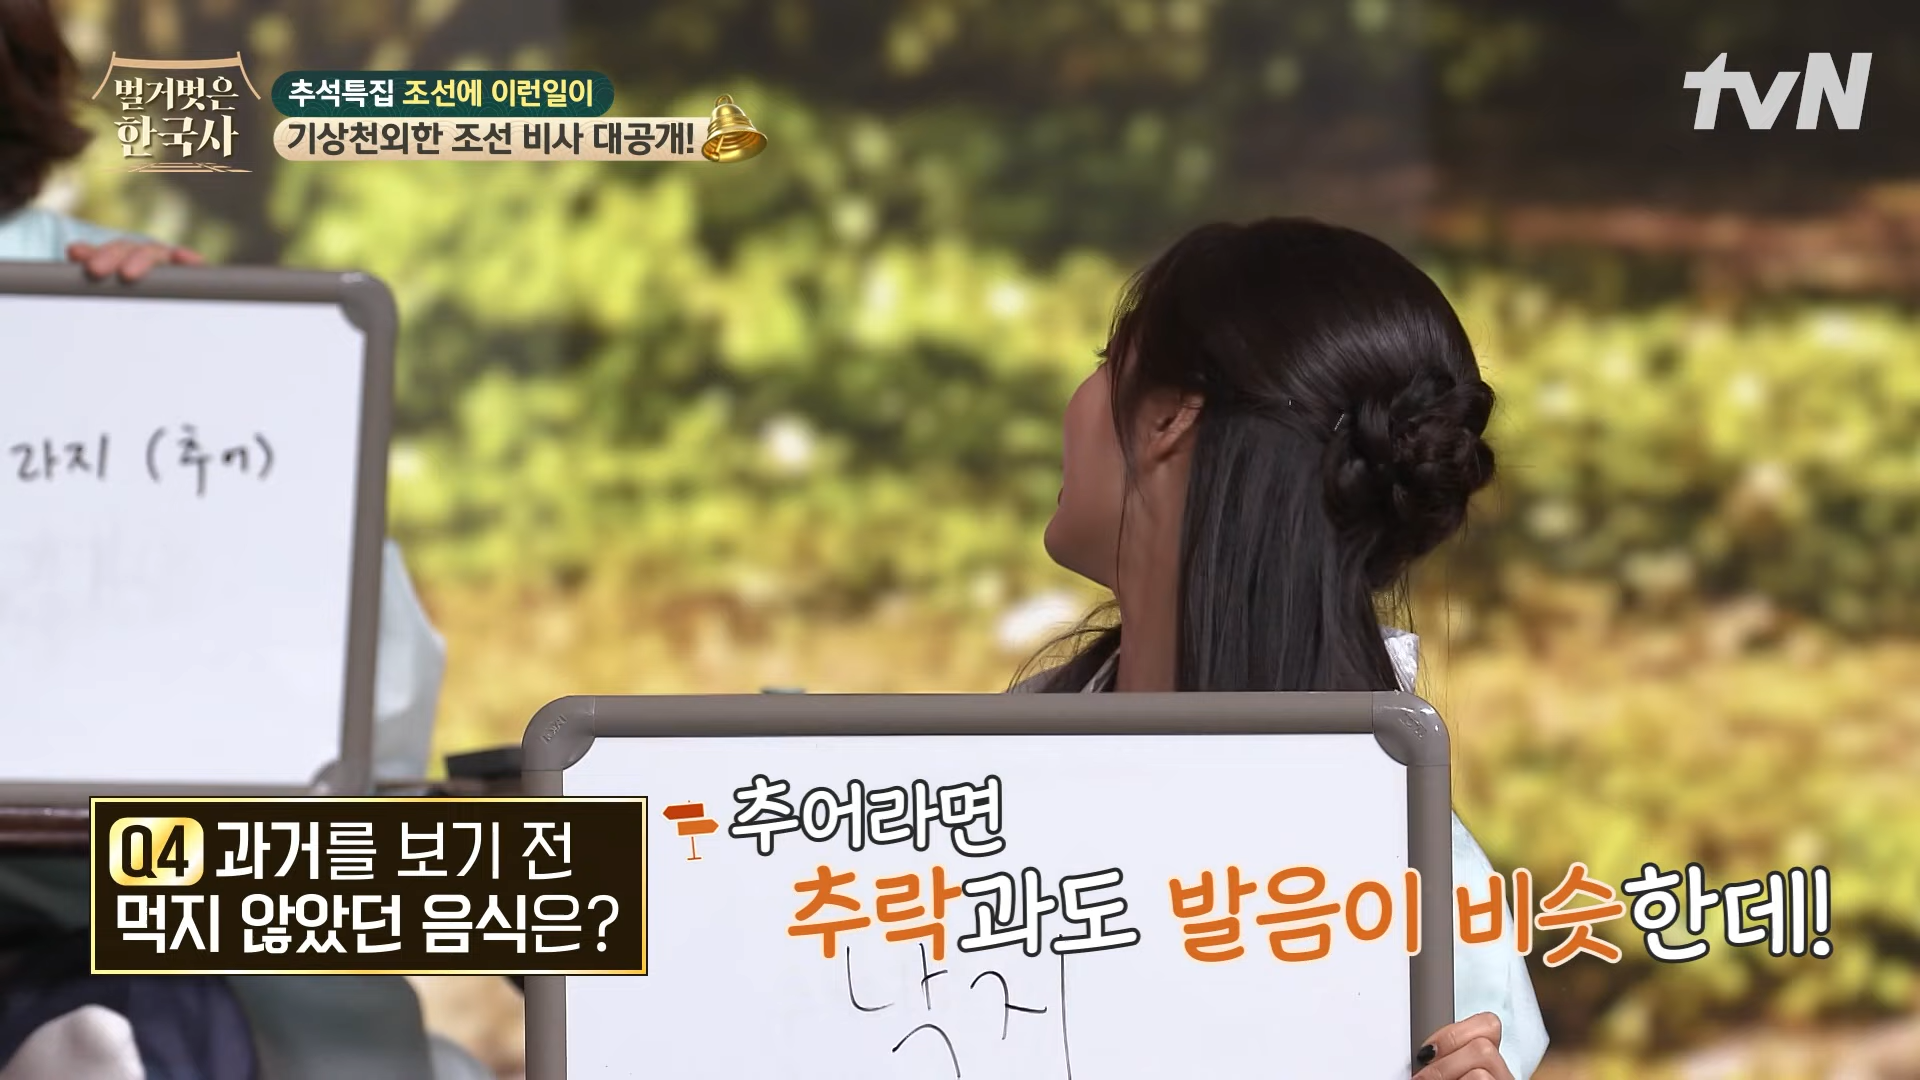 벌거벗은
한국사
추석특집 조선에 이런일이
기상천외한 조선 비사 대공개!
tvN
라지 (추어)
Q4 과거를 보기 전
먹지 않았던 음식은?
추어라면
추락과도 발음이 비슷한데!
낙지